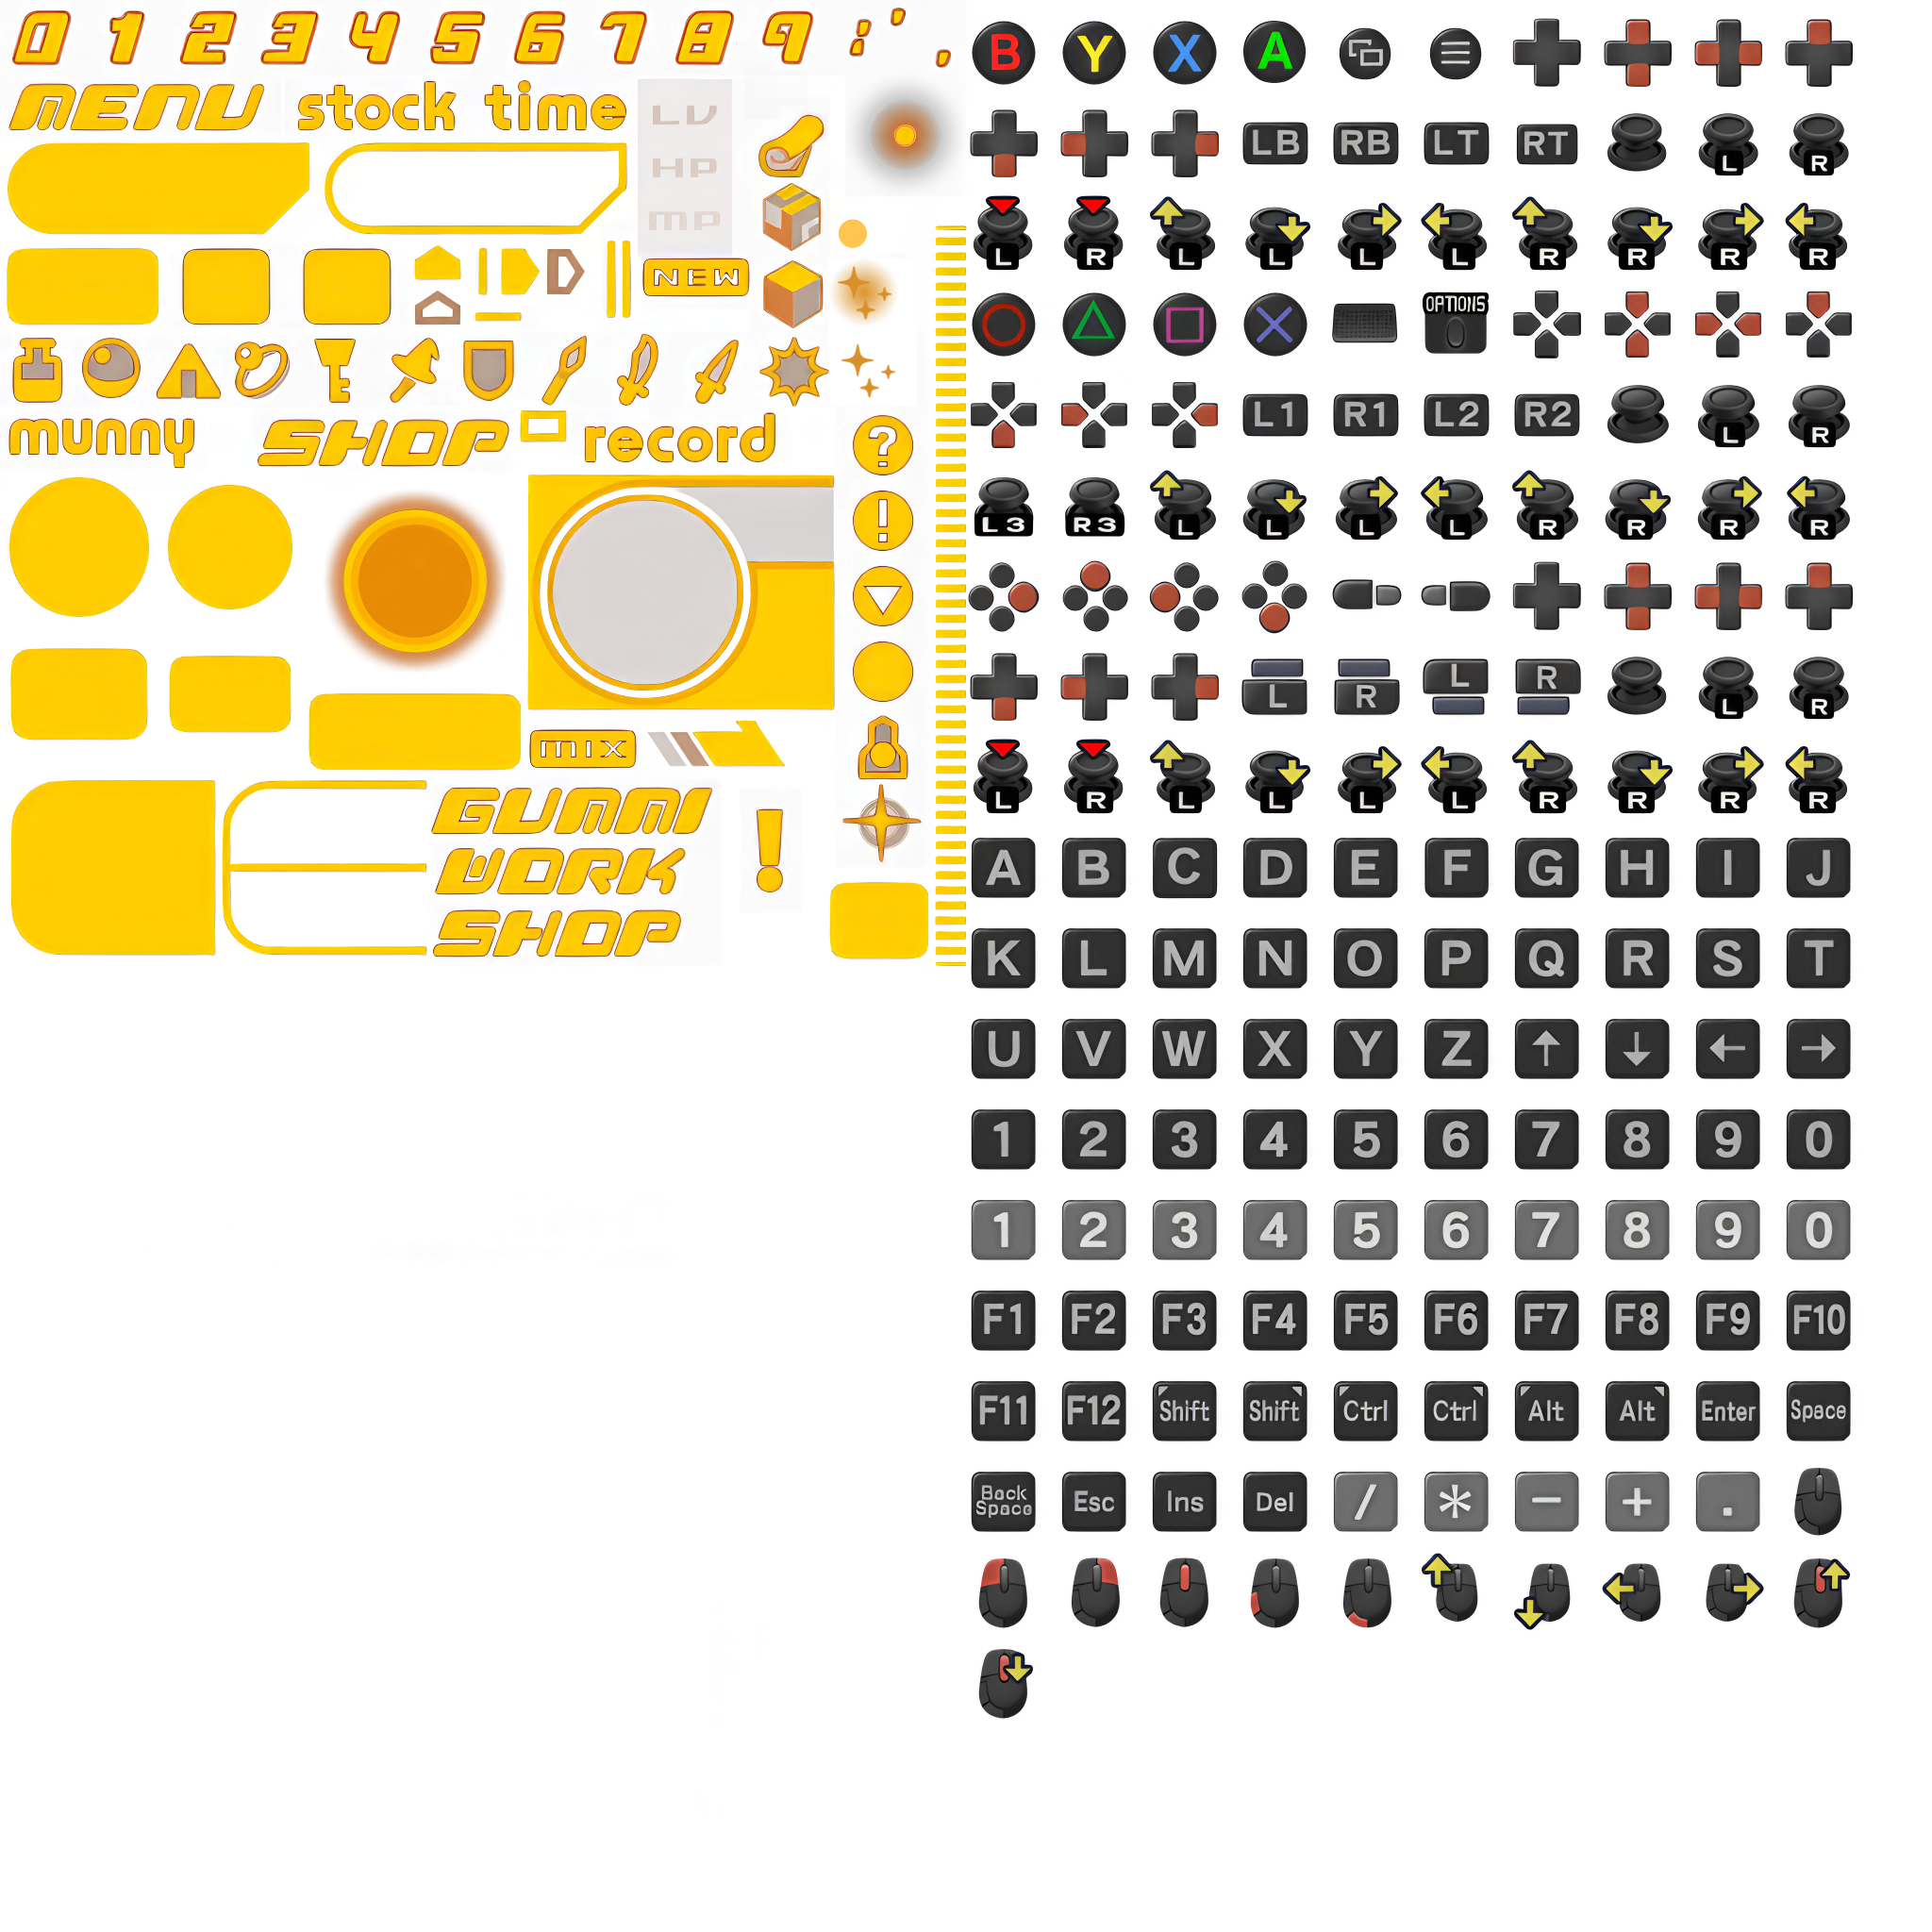 0 1 2 3 4 5 6 7 8 9 : ' ,
MENU stock time
LV
HP
MP
NEW
munny SHOP record
?
!
MIX
GUMMI
WORK
SHOP
!
B Y X A
LB RB LT RT L R
L R L L L L R R R R
OPTIONS
L1 R1 L2 R2 L R
L3 R3 L L L L R R R R
L R L R L R
L R L L L L R R R R
A B C D E F G H I J
K L M N O P Q R S T
U V W X Y Z ↑ ↓ ← →
1 2 3 4 5 6 7 8 9 0
1 2 3 4 5 6 7 8 9 0
F1 F2 F3 F4 F5 F6 F7 F8 F9 F10
F11 F12 Shift Shift Ctrl Ctrl Alt Alt Enter Space
Back Space Esc Ins Del / * - + .